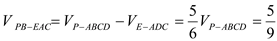 V_{PB-EAC} = V_{P-ABCD} - V_{E-ADC} = \frac{5}{6} V_{P-ABCD} = \frac{5}{9}